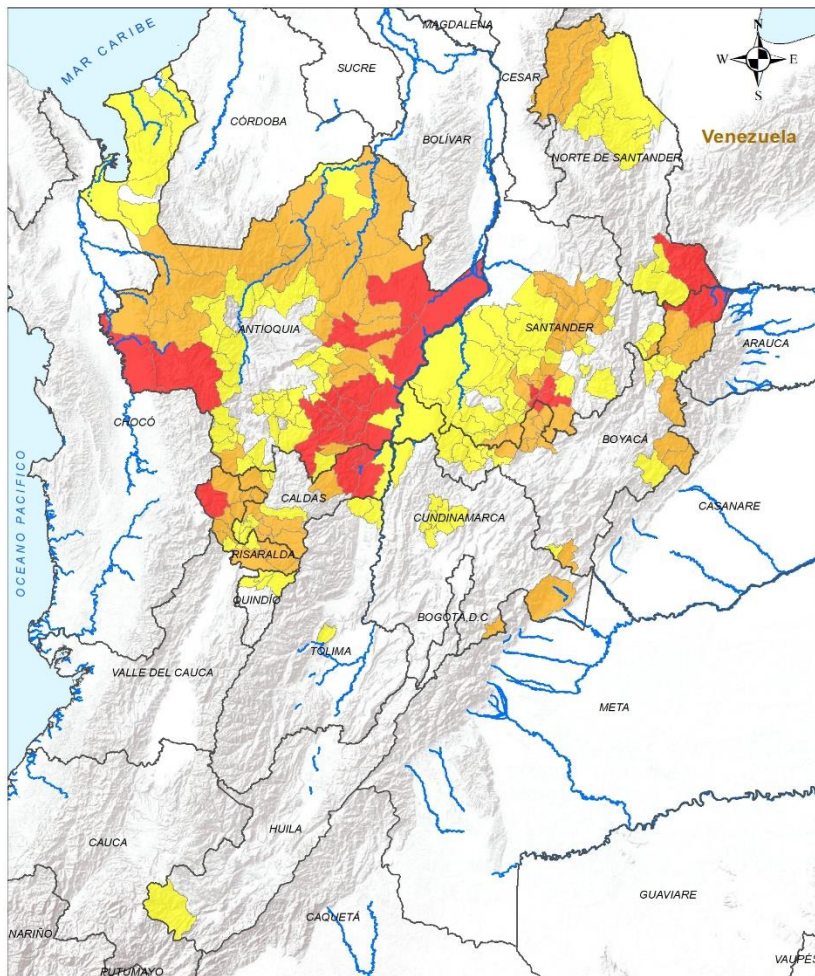 MAGDALENA
MAR CARIBE
N
W E
S
SUCRE
CESAR
CÓRDOBA
BOLÍVAR
Venezuela
NORTE DE SANTANDER
ANTIOQUIA
SANTANDER
ARAUCA
CHOCÓ
BOYACÁ
OCEANO PACIFICO
CALDAS
CASANARE
CUNDINAMARCA
RISARALDA
QUINDÍO
BOGOTÁ D.C
TOLIMA
VALLE DEL CAUCA
META
HUILA
CAUCA
GUAVIARE
CAQUETÁ
NARIÑO
VAUPÉS
PUTUMAYO